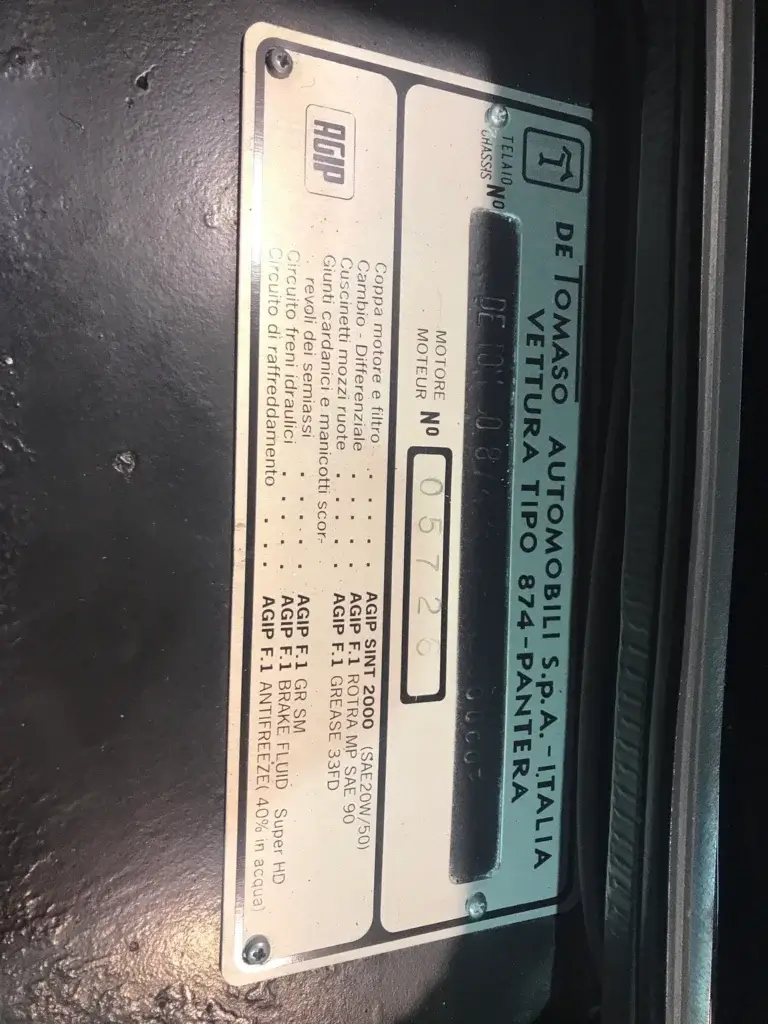 DE TOMASO AUTOMOBILI S.p.A. - ITALIA
VETTURA TIPO 874-PANTERA
TELAIO
CHASSIS Nº
MOTORE
MOTEUR Nº 05726
AGIP
Coppa motore e filtro . . . . AGIP SINT 2000 (SAE20W/50)
Cambio - Differenziale . . . . AGIP F.1 ROTRA MP SAE 90
Cuscinetti mozzi ruote . . . . AGIP F.1 GREASE 33FD
Giunti cardanici e manicotti scor-
revoli dei semiassi . . . . . AGIP F.1 GR SM
Circuito freni idraulici . . . . AGIP F.1 BRAKE FLUID Super HD
Circuito di raffreddamento . . . AGIP F.1 ANTIFREEZE( 40% in acqua)